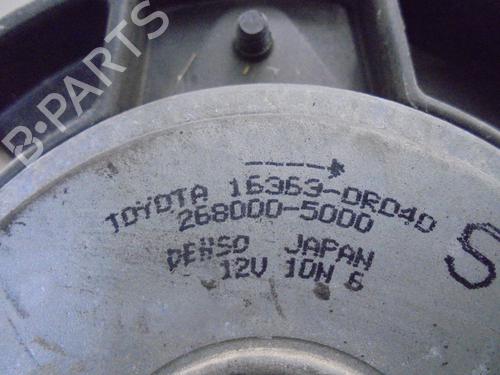 B·PARTS
TOYOTA 16363-0R040
268000-5000
DENSO JAPAN
12V 10N 6
S